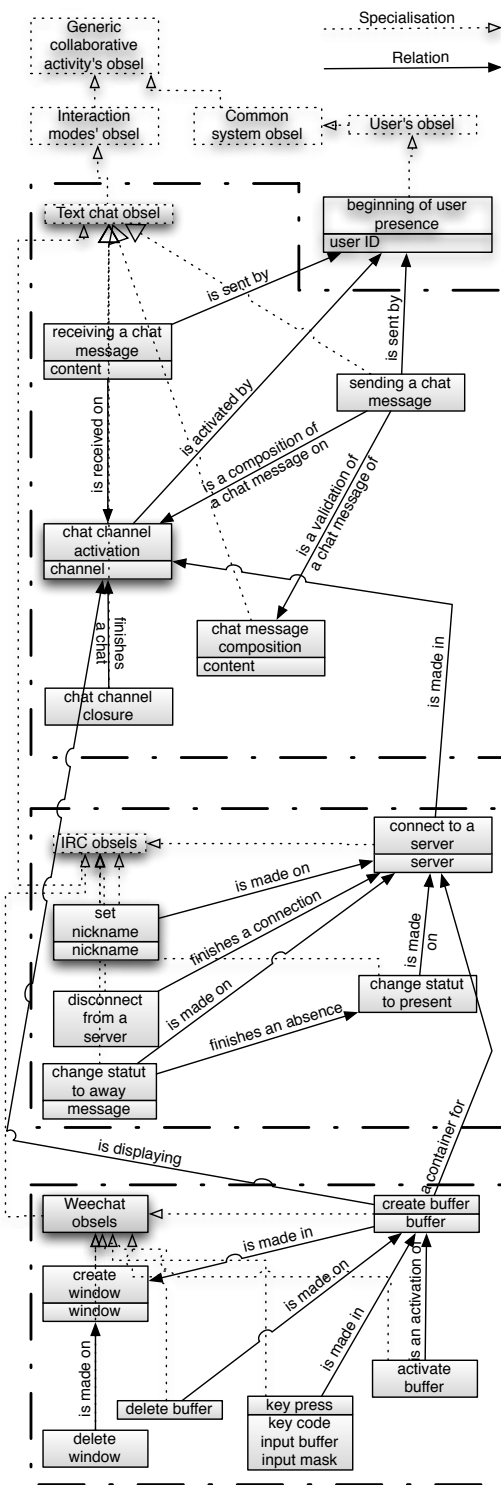 Specialisation
Relation
Generic
collaborative
activity's obsel
Interaction
modes' obsel
Common
system obsel
User's obsel
Text chat obsel
beginning of user
presence
user ID
is sent by
receiving a chat
message
content
is sent by
is activated by
sending a chat
message
is received on
is a composition of
a chat message on
is a validation of
a chat message of
chat channel
activation
channel
finishes
a chat
chat message
composition
content
chat channel
closure
is made in
connect to a
server
server
IRC obsels
is made on
set
nickname
nickname
finishes a connection
is made
on
disconnect
from a
server
is made on
change statut
to present
finishes an absence
change statut
to away
message
is displaying
a container for
Weechat
obsels
create buffer
buffer
is made in
create
window
window
is made on
is an activation of
is made in
is made on
activate
buffer
delete buffer
key press
key code
input buffer
input mask
delete
window